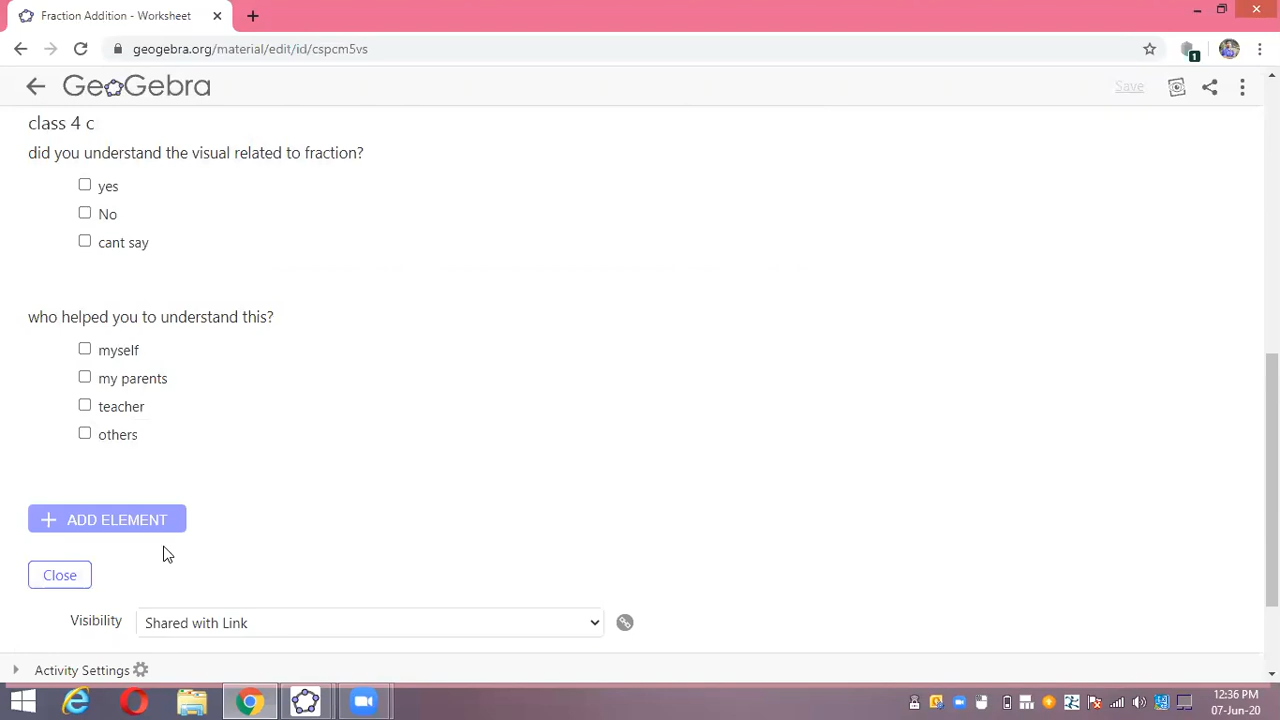 Fraction Addition - Worksheet
geogebra.org/material/edit/id/cspcm5vs
1
GeoGebra
Save
class 4 c
did you understand the visual related to fraction?
yes
No
cant say
who helped you to understand this?
myself
my parents
teacher
others
ADD ELEMENT
Close
Visibility
Shared with Link
Activity Settings
12:36 PM
07-Jun-20